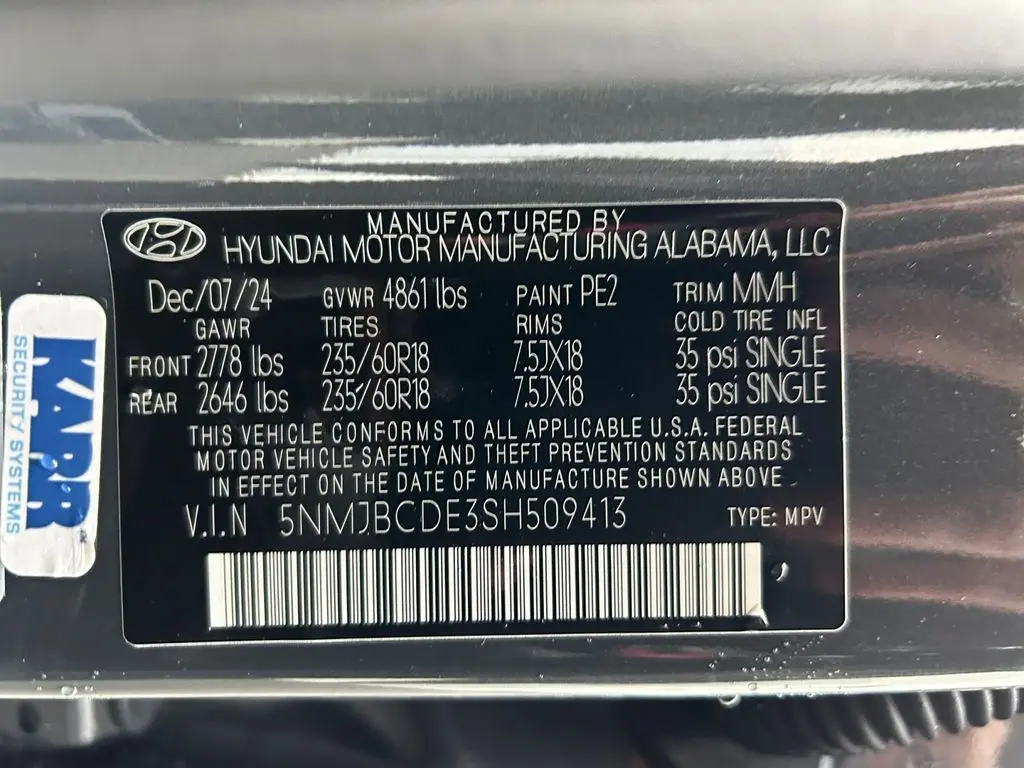 MANUFACTURED BY
HYUNDAI MOTOR MANUFACTURING ALABAMA, LLC
Dec/07/24 GVWR 4861 lbs PAINT PE2 TRIM MMH
GAWR TIRES RIMS COLD TIRE INFL
FRONT 2778 lbs 235/60R18 7.5JX18 35 psi SINGLE
REAR 2646 lbs 235/60R18 7.5JX18 35 psi SINGLE
THIS VEHICLE CONFORMS TO ALL APPLICABLE U.S.A. FEDERAL
MOTOR VEHICLE SAFETY AND THEFT PREVENTION STANDARDS
IN EFFECT ON THE DATE OF MANUFACTURE SHOWN ABOVE.
V.I.N 5NMJBCDE3SH509413 TYPE: MPV
KARR
SECURITY SYSTEMS